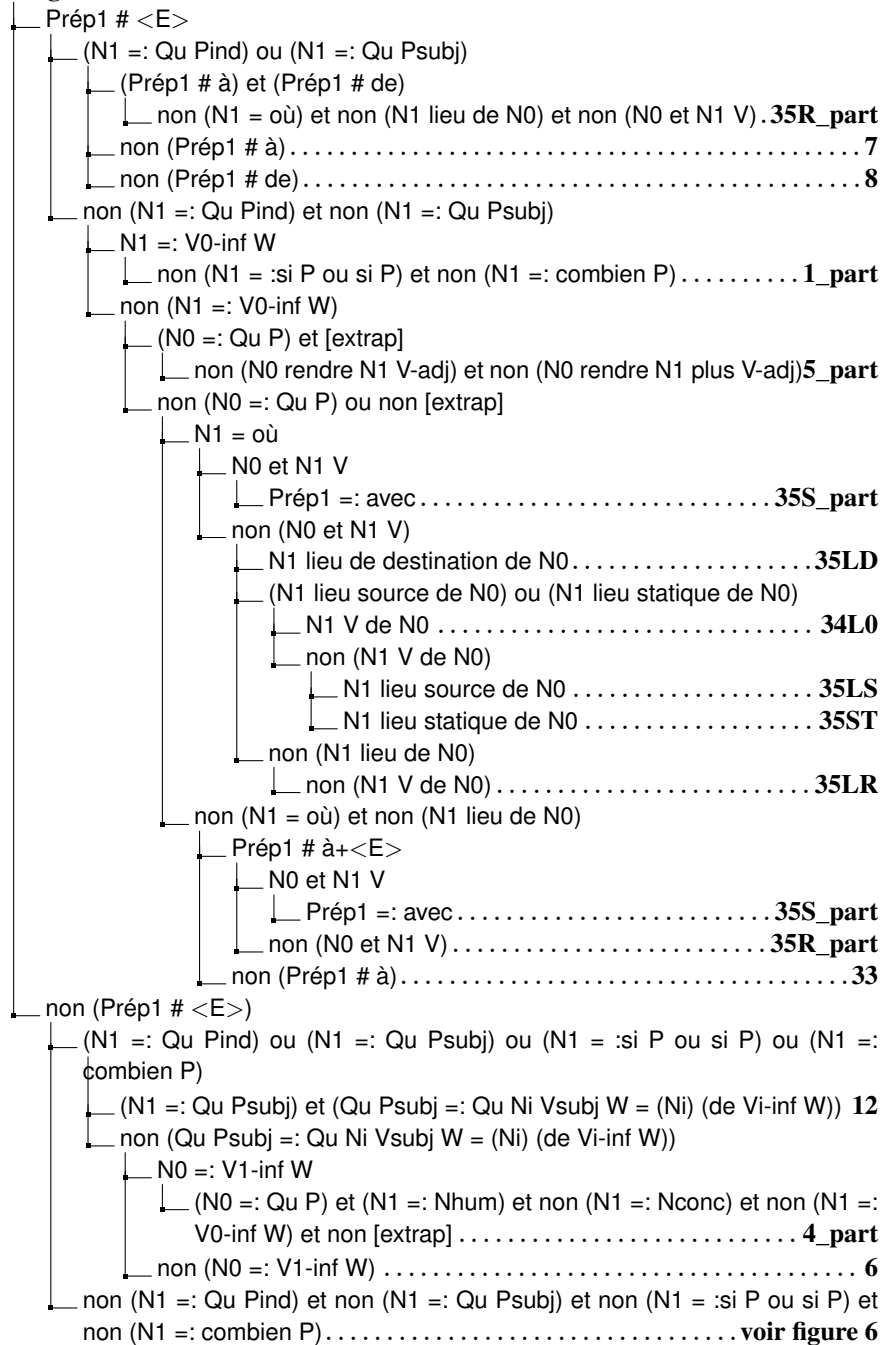 Prép1 # <E>
(N1 =: Qu Pind) ou (N1 =: Qu Psubj)
(Prép1 # à) et (Prép1 # de)
non (N1 = où) et non (N1 lieu de N0) et non (N0 et N1 V) . 35R_part
non (Prép1 # à) . . . . . . . . . . . . . . . . . . . . . . . . . . . . . . . . . . . . . . . . . . . . . . . . . . . . 7
non (Prép1 # de) . . . . . . . . . . . . . . . . . . . . . . . . . . . . . . . . . . . . . . . . . . . . . . . . . . . 8
non (N1 =: Qu Pind) et non (N1 =: Qu Psubj)
N1 =: V0-inf W
non (N1 = :si P ou si P) et non (N1 =: combien P) . . . . . . . . . . 1_part
non (N1 =: V0-inf W)
(N0 =: Qu P) et [extrap]
non (N0 rendre N1 V-adj) et non (N0 rendre N1 plus V-adj)5_part
non (N0 =: Qu P) ou non [extrap]
N1 = où
N0 et N1 V
Prép1 =: avec . . . . . . . . . . . . . . . . . . . . . . . . . . . 35S_part
non (N0 et N1 V)
N1 lieu de destination de N0 . . . . . . . . . . . . . . . . . . . 35LD
(N1 lieu source de N0) ou (N1 lieu statique de N0)
N1 V de N0 . . . . . . . . . . . . . . . . . . . . . . . . . . . . . . . . 34L0
non (N1 V de N0)
N1 lieu source de N0 . . . . . . . . . . . . . . . . . . . . 35LS
N1 lieu statique de N0 . . . . . . . . . . . . . . . . . . 35ST
non (N1 lieu de N0)
non (N1 V de N0) . . . . . . . . . . . . . . . . . . . . . . . . . . 35LR
non (N1 = où) et non (N1 lieu de N0)
Prép1 # à+<E>
N0 et N1 V
Prép1 =: avec . . . . . . . . . . . . . . . . . . . . . . . . . . . 35S_part
non (N0 et N1 V) . . . . . . . . . . . . . . . . . . . . . . . . . . 35R_part
non (Prép1 # à) . . . . . . . . . . . . . . . . . . . . . . . . . . . . . . . . . . . . . 33
non (Prép1 # <E>)
(N1 =: Qu Pind) ou (N1 =: Qu Psubj) ou (N1 = :si P ou si P) ou (N1 =:
combien P)
(N1 =: Qu Psubj) et (Qu Psubj =: Qu Ni Vsubj W = (Ni) (de Vi-inf W)) 12
non (Qu Psubj =: Qu Ni Vsubj W = (Ni) (de Vi-inf W))
N0 =: V1-inf W
(N0 =: Qu P) et (N1 =: Nhum) et non (N1 =: Nconc) et non (N1 =:
V0-inf W) et non [extrap] . . . . . . . . . . . . . . . . . . . . . . . . . . . . 4_part
non (N0 =: V1-inf W) . . . . . . . . . . . . . . . . . . . . . . . . . . . . . . . . . . . . . . . . 6
non (N1 =: Qu Pind) et non (N1 =: Qu Psubj) et non (N1 = :si P ou si P) et
non (N1 =: combien P) . . . . . . . . . . . . . . . . . . . . . . . . . . . . . . . . voir figure 6